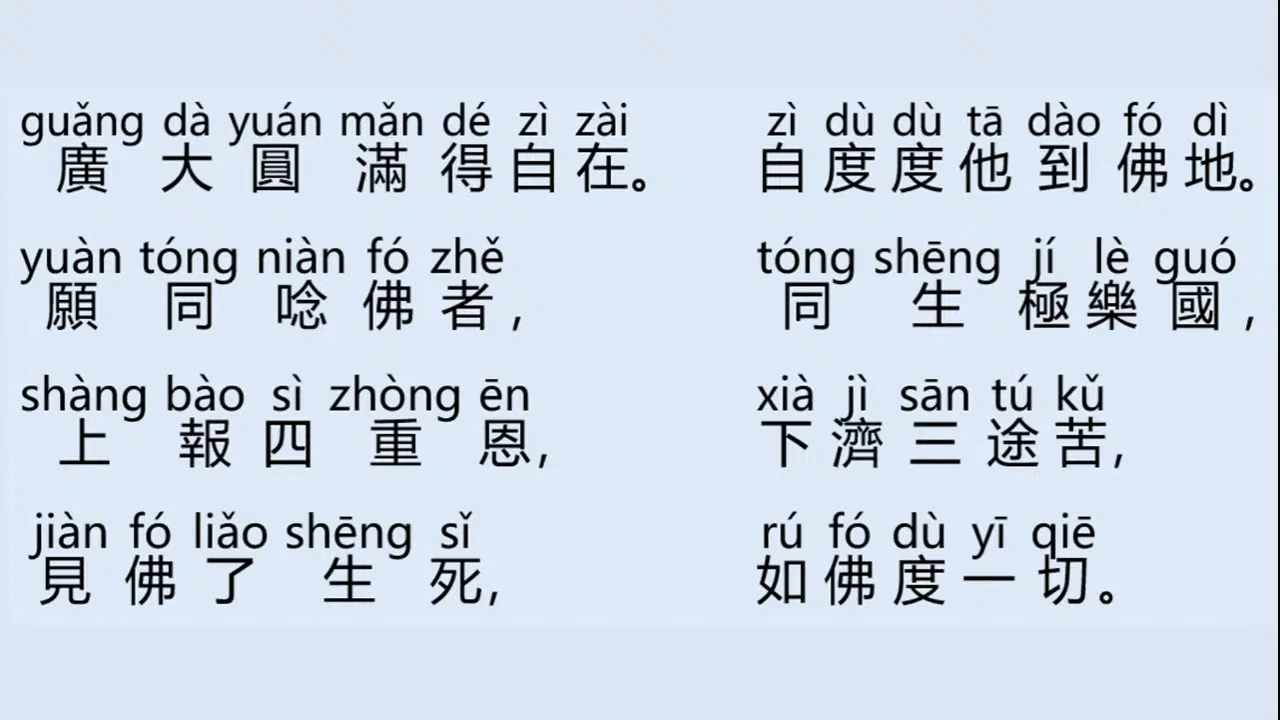 guǎng dà yuán mǎn dé zì zài zì dù dù tā dào fó dì
廣大圓滿得自在。 自度度他到佛地。
yuàn tóng niàn fó zhě tóng shēng jí lè guó
願同唸佛者, 同生極樂國,
shàng bào sì zhòng ēn xià jì sān tú kǔ
上報四重恩, 下濟三途苦,
jiàn fó liǎo shēng sǐ rú fó dù yī qiē
見佛了生死, 如佛度一切。